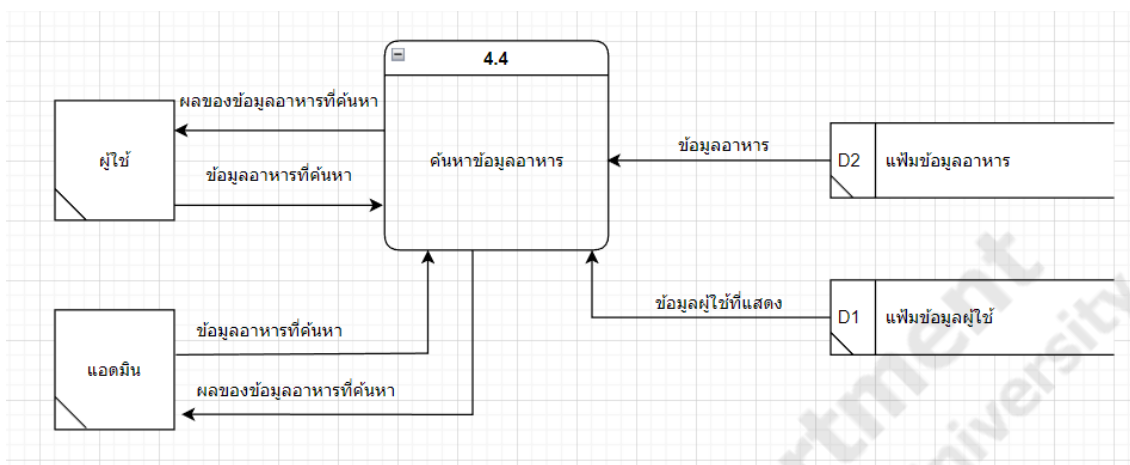 4.4
ผลของข้อมูลอาหารที่ค้นหา
ผู้ใช้
ข้อมูลอาหารที่ค้นหา
ค้นหาข้อมูลอาหาร
ข้อมูลอาหาร
D2
แฟ้มข้อมูลอาหาร
ข้อมูลผู้ใช้ที่แสดง
D1
แฟ้มข้อมูลผู้ใช้
ข้อมูลอาหารที่ค้นหา
แอดมิน
ผลของข้อมูลอาหารที่ค้นหา